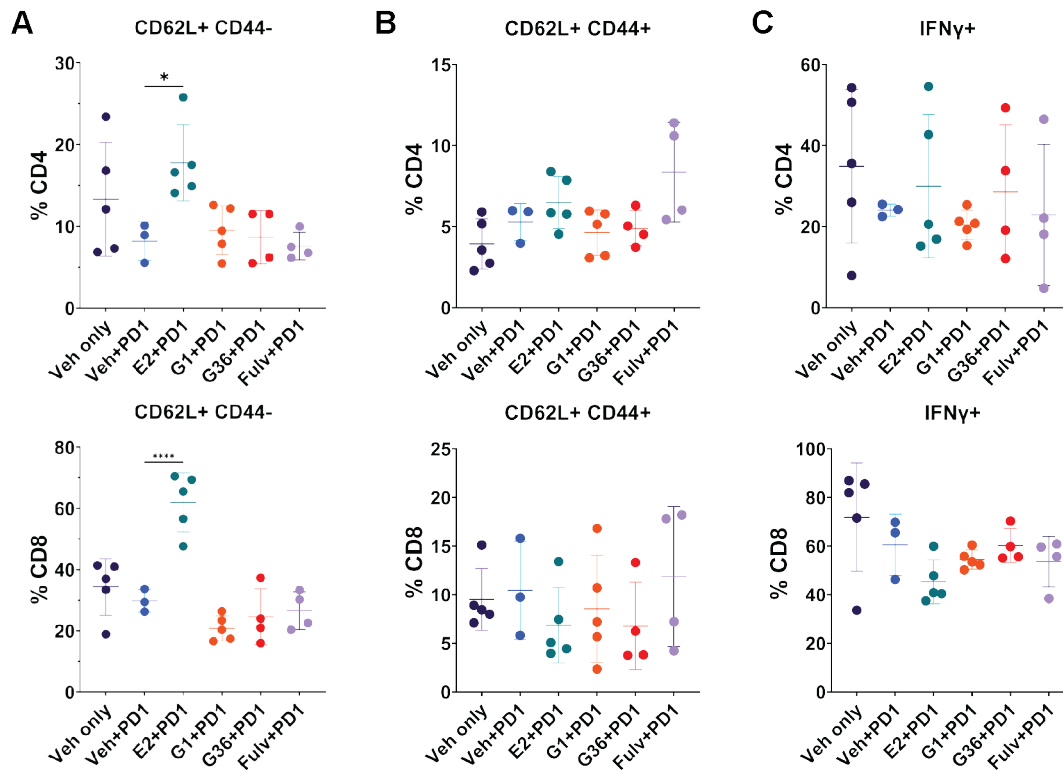 A
CD62L+ CD44-
*
% CD4
30
20
10
0
Veh only
Veh+PD1
E2+PD1
G1+PD1
G36+PD1
Fulv+PD1
B
CD62L+ CD44+
% CD4
15
10
5
0
Veh only
Veh+PD1
E2+PD1
G1+PD1
G36+PD1
Fulv+PD1
C
IFNγ+
% CD4
60
40
20
0
Veh only
Veh+PD1
E2+PD1
G1+PD1
G36+PD1
Fulv+PD1
CD62L+ CD44-
****
% CD8
80
60
40
20
0
Veh only
Veh+PD1
E2+PD1
G1+PD1
G36+PD1
Fulv+PD1
CD62L+ CD44+
% CD8
25
20
15
10
5
0
Veh only
Veh+PD1
E2+PD1
G1+PD1
G36+PD1
Fulv+PD1
IFNγ+
% CD8
100
80
60
40
20
0
Veh only
Veh+PD1
E2+PD1
G1+PD1
G36+PD1
Fulv+PD1